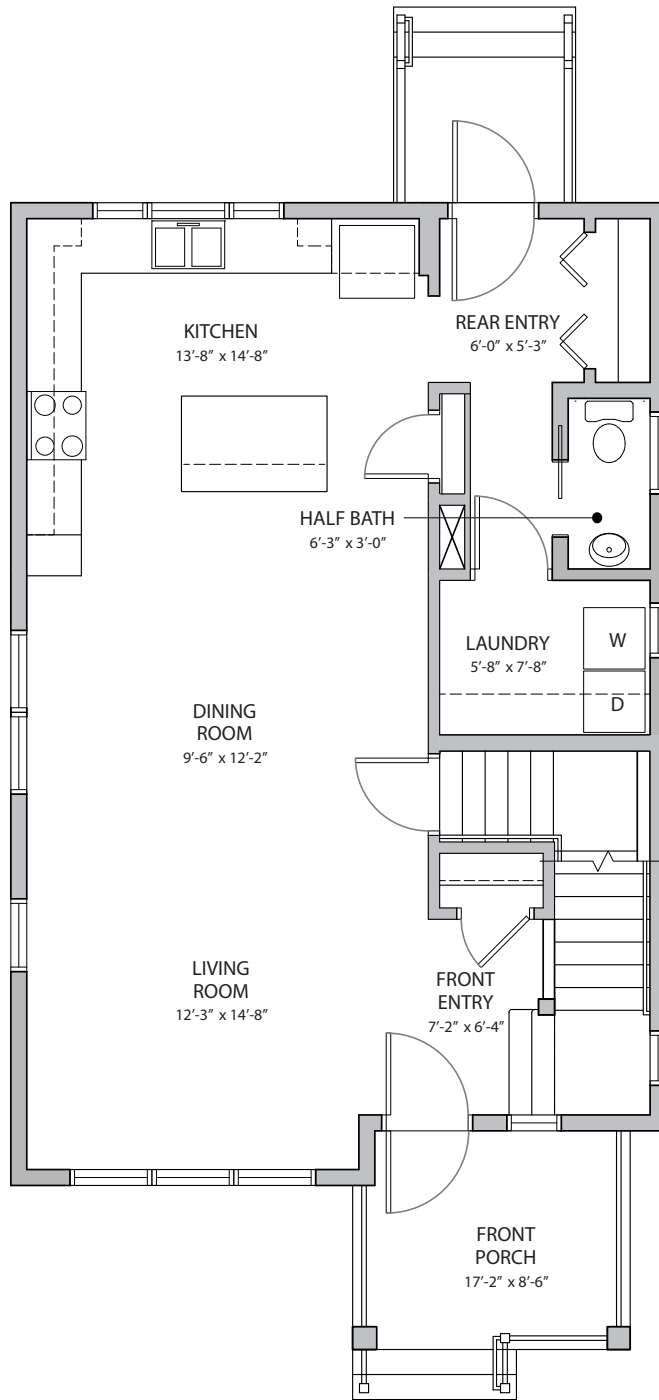 KITCHEN
13’-8” x 14’-8”
REAR ENTRY
6’-0” x 5’-3”
HALF BATH
6’-3” x 3’-0”
LAUNDRY
5’-8” x 7’-8”
W
D
DINING
ROOM
9’-6” x 12’-2”
LIVING
ROOM
12’-3” x 14’-8”
FRONT
ENTRY
7’-2” x 6’-4”
FRONT
PORCH
17’-2” x 8’-6”